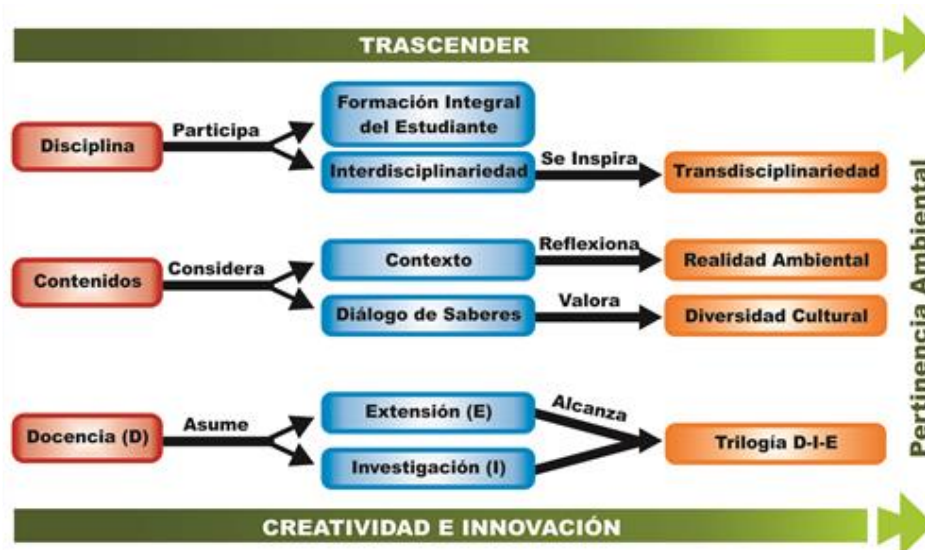 TRASCENDER
Formación Integral
del Estudiante
Participa
Disciplina
Interdisciplinariedad
Se Inspira
Transdisciplinariedad
Contenidos
Considera
Contexto
Reflexiona
Realidad Ambiental
Diálogo de Saberes
Valora
Diversidad Cultural
Docencia (D)
Asume
Extensión (E)
Alcanza
Investigación (I)
Trilogía D-I-E
Pertinencia Ambiental
CREATIVIDAD E INNOVACIÓN